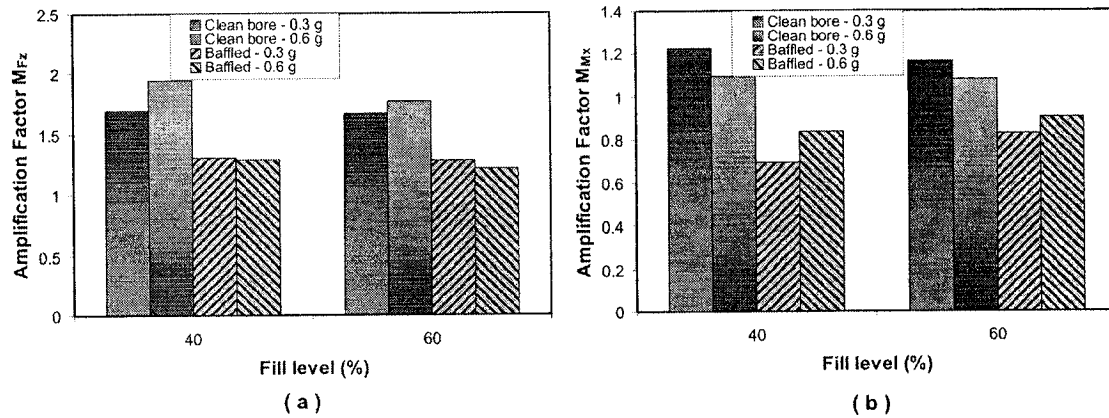 Amplification Factor MFz
2.5
2
1.5
1
0.5
0
Clean bore - 0.3 g
Clean bore - 0.6 g
Baffled - 0.3 g
Baffled - 0.6 g
40
60
Fill level (%)
( a )
Amplification Factor MMx
1.4
1.2
1
0.8
0.6
0.4
0.2
0
Clean bore - 0.3 g
Clean bore - 0.6 g
Baffled - 0.3 g
Baffled - 0.6 g
40
60
Fill level (%)
( b )